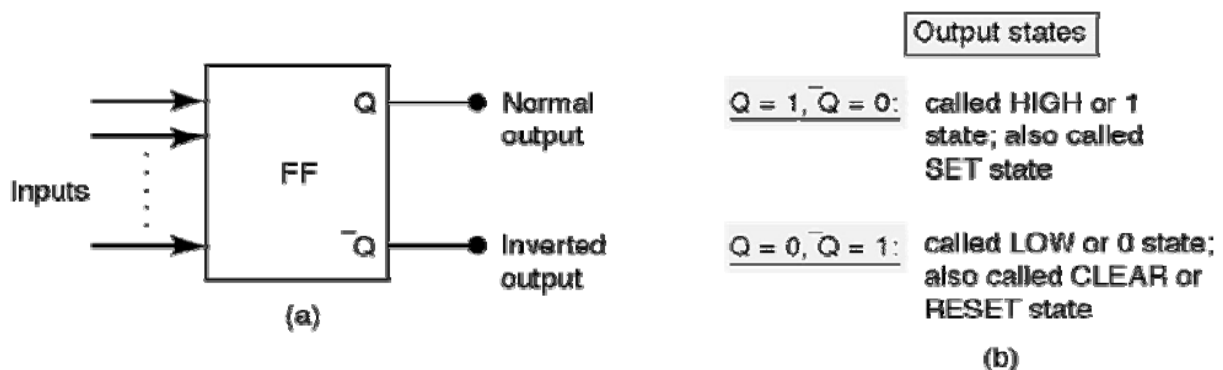 Inputs
FF
Q
Normal
output
‾Q
Inverted
output
(a)
Output states
Q = 1, ‾Q = 0:
called HIGH or 1
state; also called
SET state
Q = 0, ‾Q = 1:
called LOW or 0 state;
also called CLEAR or
RESET state
(b)